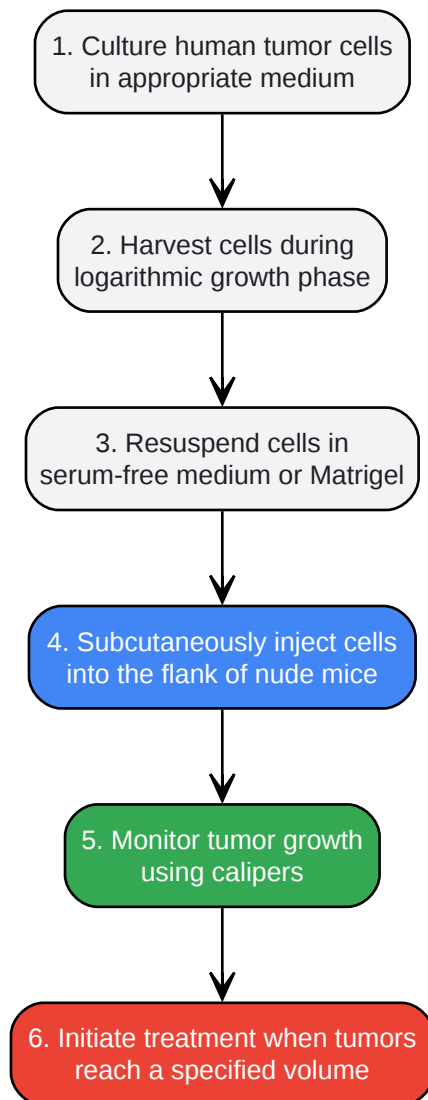 1. Culture human tumor cells
in appropriate medium
2. Harvest cells during
logarithmic growth phase
3. Resuspend cells in
serum-free medium or Matrigel
4. Subcutaneously inject cells
into the flank of nude mice
5. Monitor tumor growth
using calipers
6. Initiate treatment when tumors
reach a specified volume